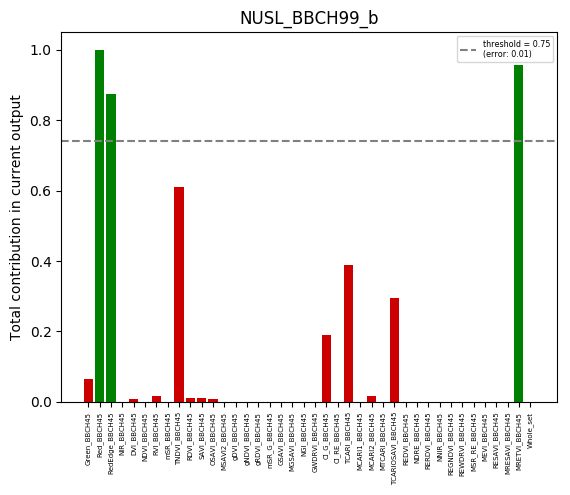 NUSL_BBCH99_b
Total contribution in current output
1.0
0.8
0.6
0.4
0.2
0.0
threshold = 0.75
(error: 0.01)
Green_BBCH45
Red_BBCH45
RedEdge_BBCH45
NIR_BBCH45
DVI_BBCH45
NDVI_BBCH45
RVI_BBCH45
mSR_BBCH45
TNDVI_BBCH45
RDVI_BBCH45
SAVI_BBCH45
OSAVI_BBCH45
MSAVI2_BBCH45
gDVI_BBCH45
gNDVI_BBCH45
gRDVI_BBCH45
mSR_G_BBCH45
GSAVI_BBCH45
MGSAVI_BBCH45
NGI_BBCH45
GWDRVI_BBCH45
CI_G_BBCH45
CI_RE_BBCH45
TCARI_BBCH45
MCARI1_BBCH45
MCARI2_BBCH45
MTCARI_BBCH45
TCARIOSAVI_BBCH45
REDVI_BBCH45
NDRE_BBCH45
RERDVI_BBCH45
NNIR_BBCH45
REGNDVI_BBCH45
REWDRVI_BBCH45
MSR_RE_BBCH45
MEVI_BBCH45
RESAVI_BBCH45
MRESAVI_BBCH45
MRETVI_BBCH45
whole_set